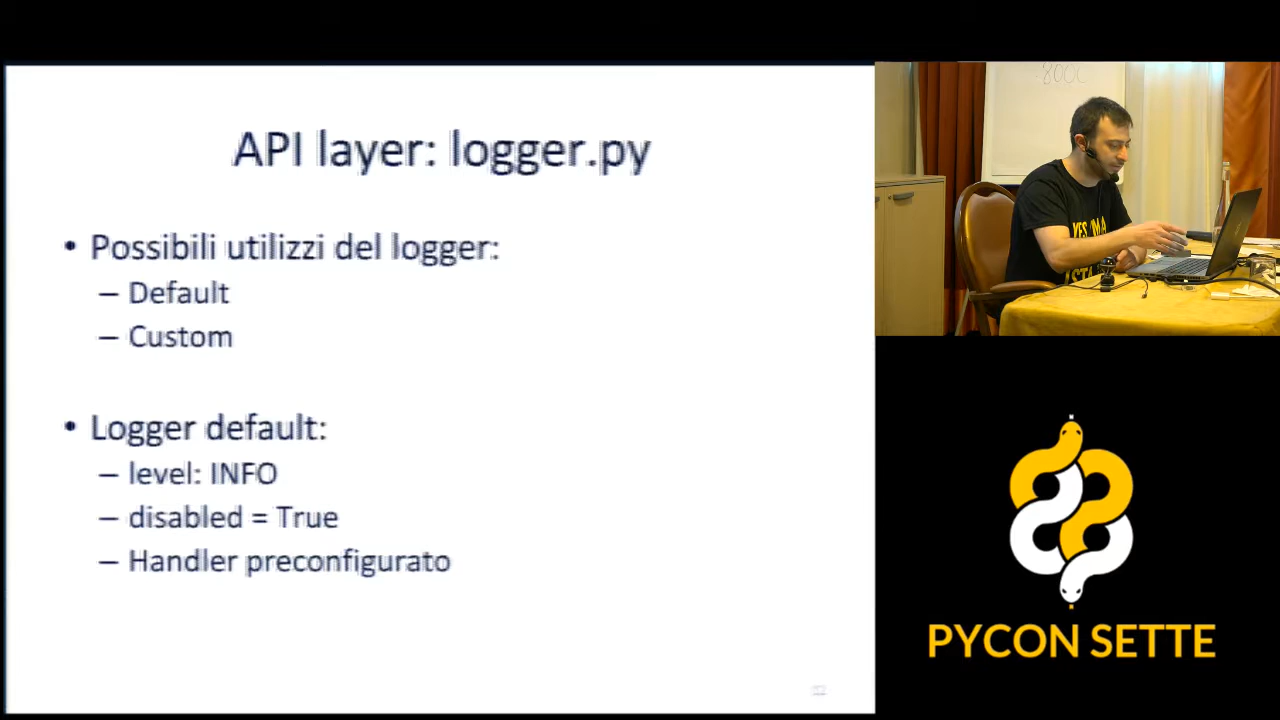 API layer: logger.py
• Possibili utilizzi del logger:
– Default
– Custom
• Logger default:
– level: INFO
– disabled = True
– Handler preconfigurato
PYCON SETTE